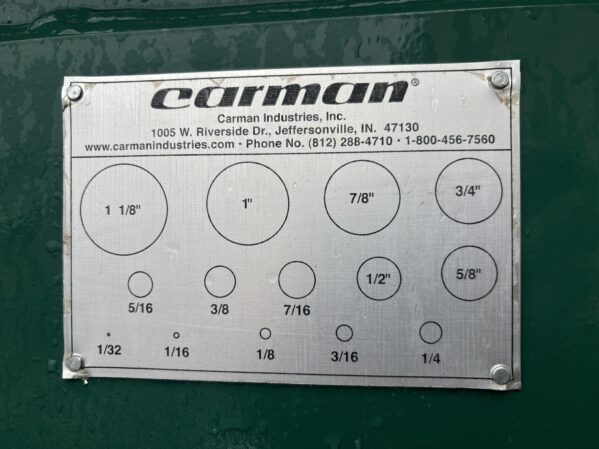 carman®
Carman Industries, Inc.
1005 W. Riverside Dr., Jeffersonville, IN. 47130
www.carmanindustries.com • Phone No. (812) 288-4710 • 1-800-456-7560
1 1/8" 1" 7/8" 3/4"
5/16 3/8 7/16 1/2" 5/8"
1/32 1/16 1/8 3/16 1/4